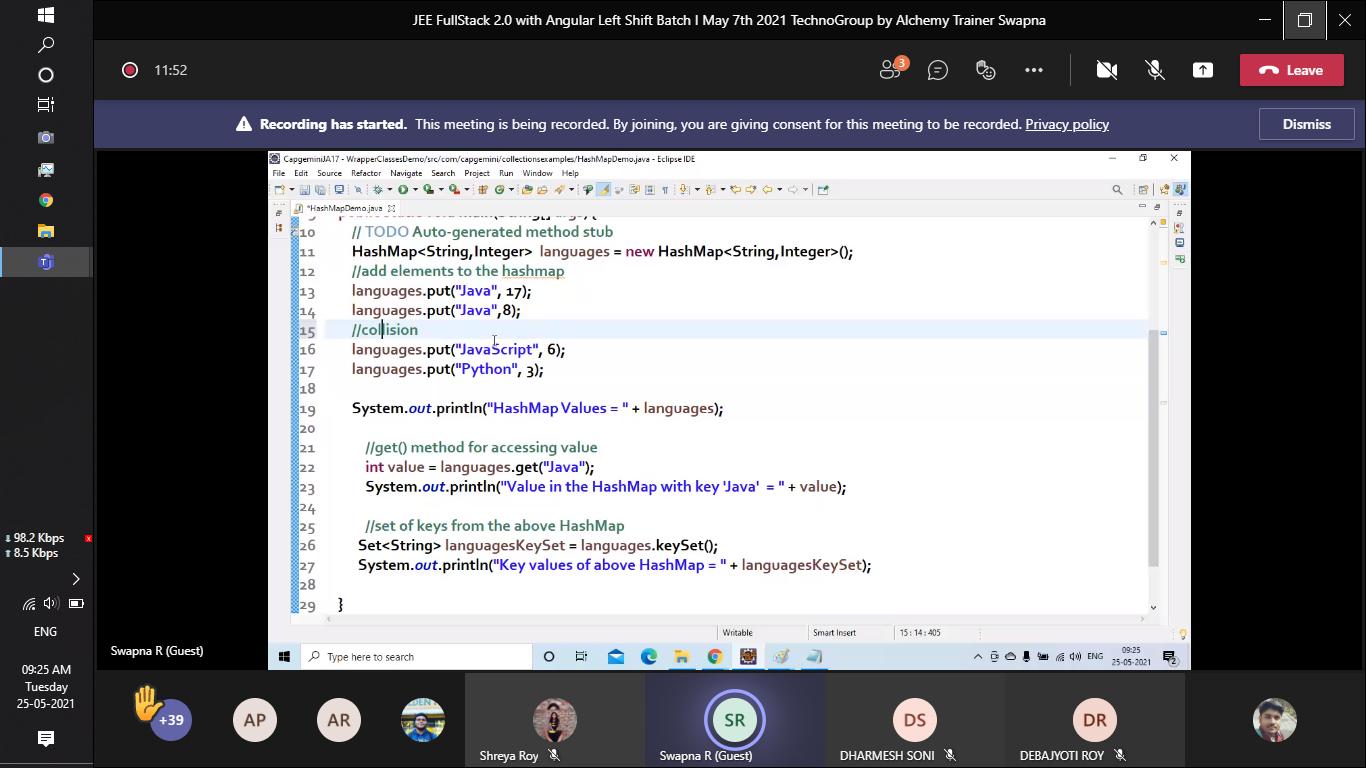 JEE FullStack 2.0 with Angular Left Shift Batch I May 7th 2021 TechnoGroup by Alchemy Trainer Swapna
11:52
3
Leave
Recording has started. This meeting is being recorded. By joining, you are giving consent for this meeting to be recorded. Privacy policy
Dismiss
CapgeminiJA17 - WrapperClassesDemo/src/com/capgemini/collectionsexamples/HashMapDemo.java - Eclipse IDE
File Edit Source Refactor Navigate Search Project Run Window Help
*HashMapDemo.java
9 public static void main(String[] args) {
10 // TODO Auto-generated method stub
11 HashMap<String,Integer> languages = new HashMap<String,Integer>();
12 //add elements to the hashmap
13 languages.put("Java", 17);
14 languages.put("Java",8);
15 //collision
16 languages.put("JavaScript", 6);
17 languages.put("Python", 3);
18
19 System.out.println("HashMap Values = " + languages);
20
21 //get() method for accessing value
22 int value = languages.get("Java");
23 System.out.println("Value in the HashMap with key 'Java' = " + value);
24
25 //set of keys from the above HashMap
26 Set<String> languagesKeySet = languages.keySet();
27 System.out.println("Key values of above HashMap = " + languagesKeySet);
28
29 }
Writable Smart Insert 15 : 14 : 405
Type here to search
ENG
09:25
25-05-2021
2
Swapna R (Guest)
98.2 Kbps
8.5 Kbps
ENG
09:25 AM
Tuesday
25-05-2021
+39
AP
AR
Shreya Roy
SR
Swapna R (Guest)
DS
DHARMESH SONI
DR
DEBAJYOTI ROY